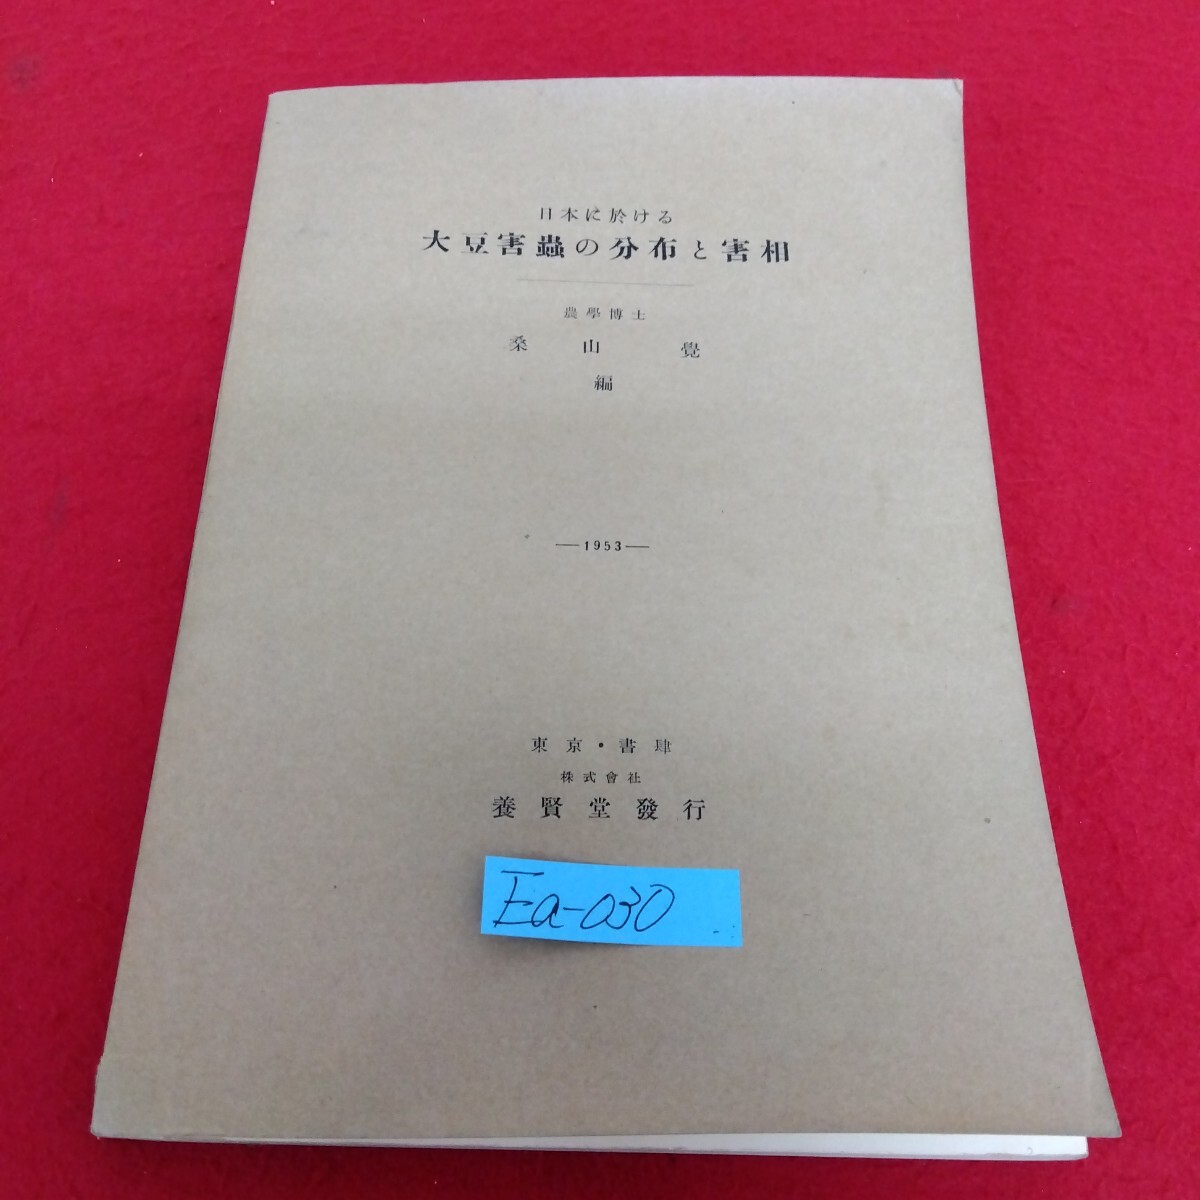 日本に於ける
大豆害蟲の分布と害相
農學博士
桑山覺
編
—1953—
東京・書肆
株式會社
養賢堂發行
Ea-030